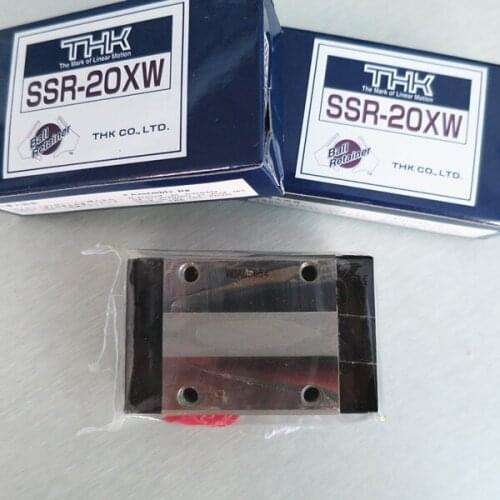 THK
The Mark of Linear Motion
SSR-20XW
Ball
Retainer
THK CO., LTD.
THK
The Mark of Linear Motion
SSR-20XW
Ball
Retainer
THK CO., LTD.